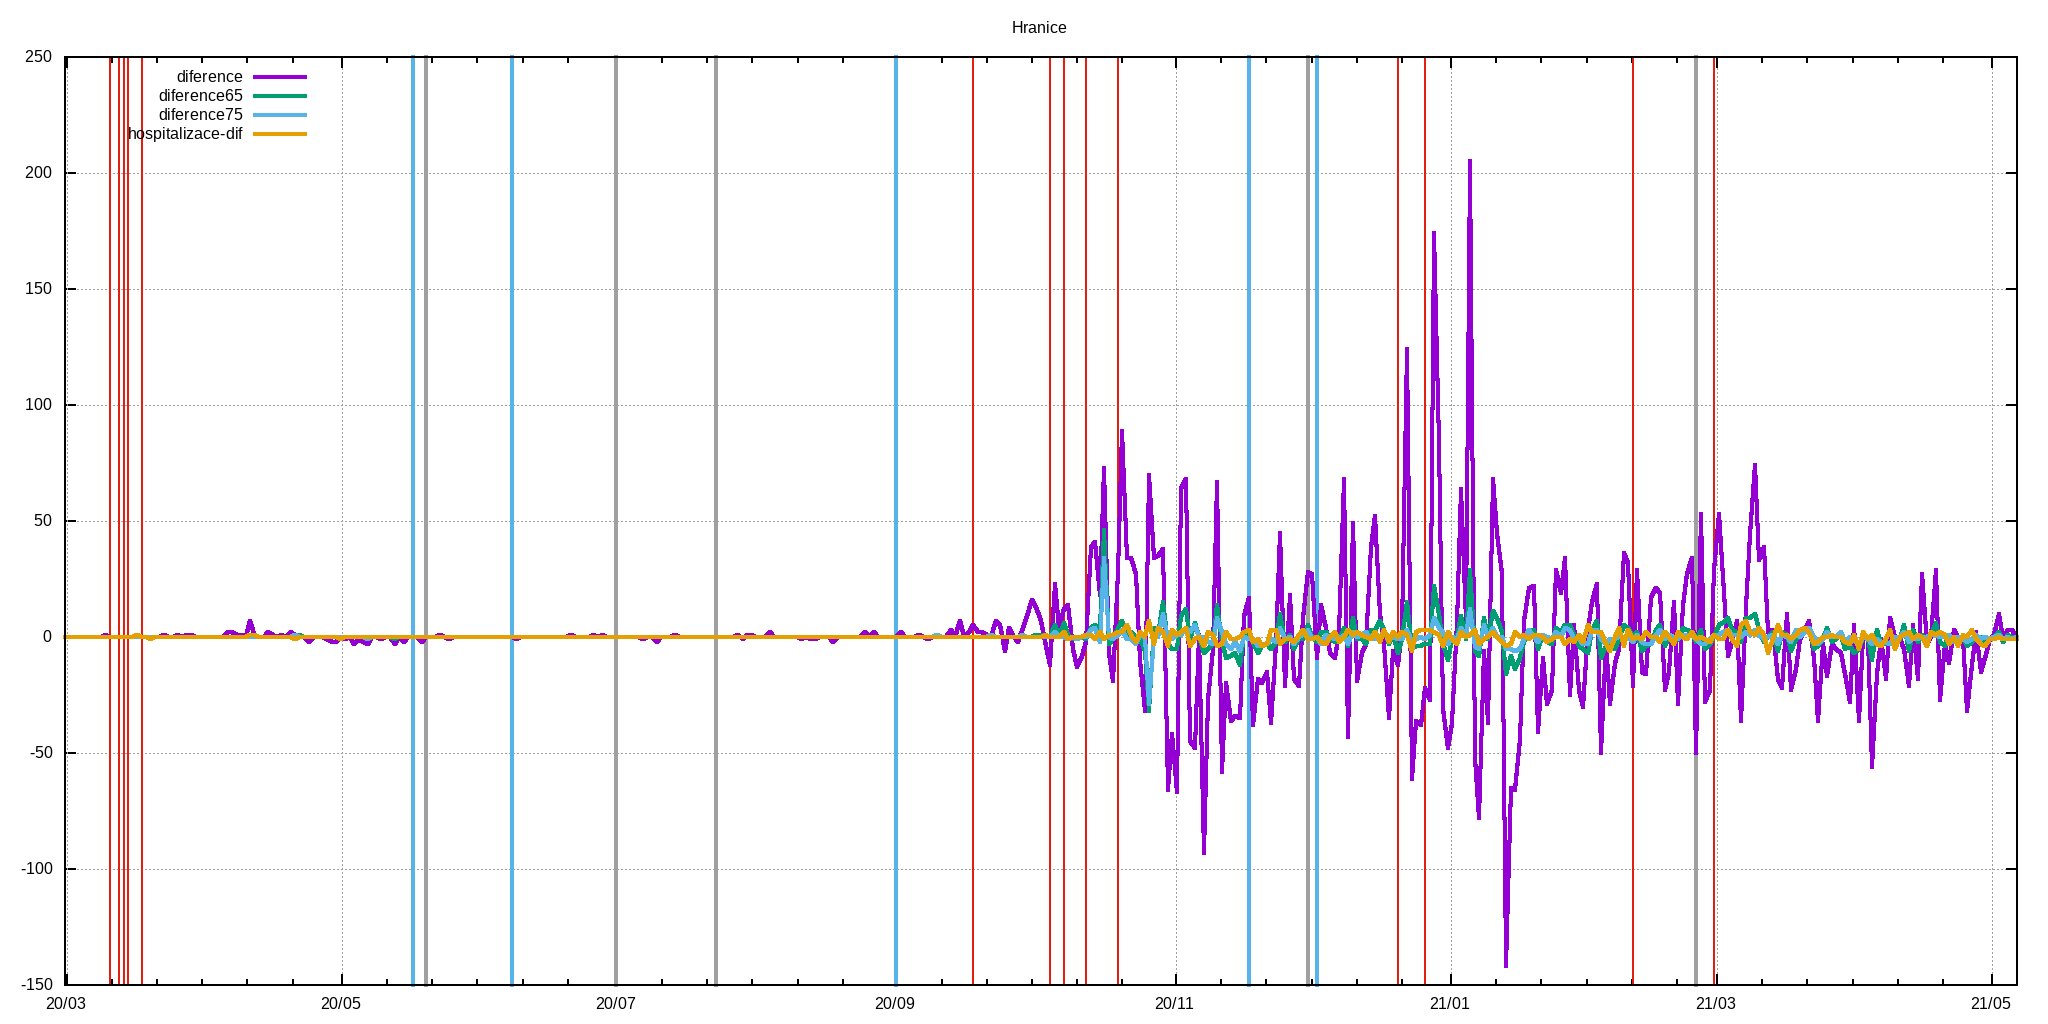 Hranice
250
200
150
100
50
0
-50
-100
-150
diference
diference65
diference75
hospitalizace-dif
20/03 20/05 20/07 20/09 20/11 21/01 21/03 21/05